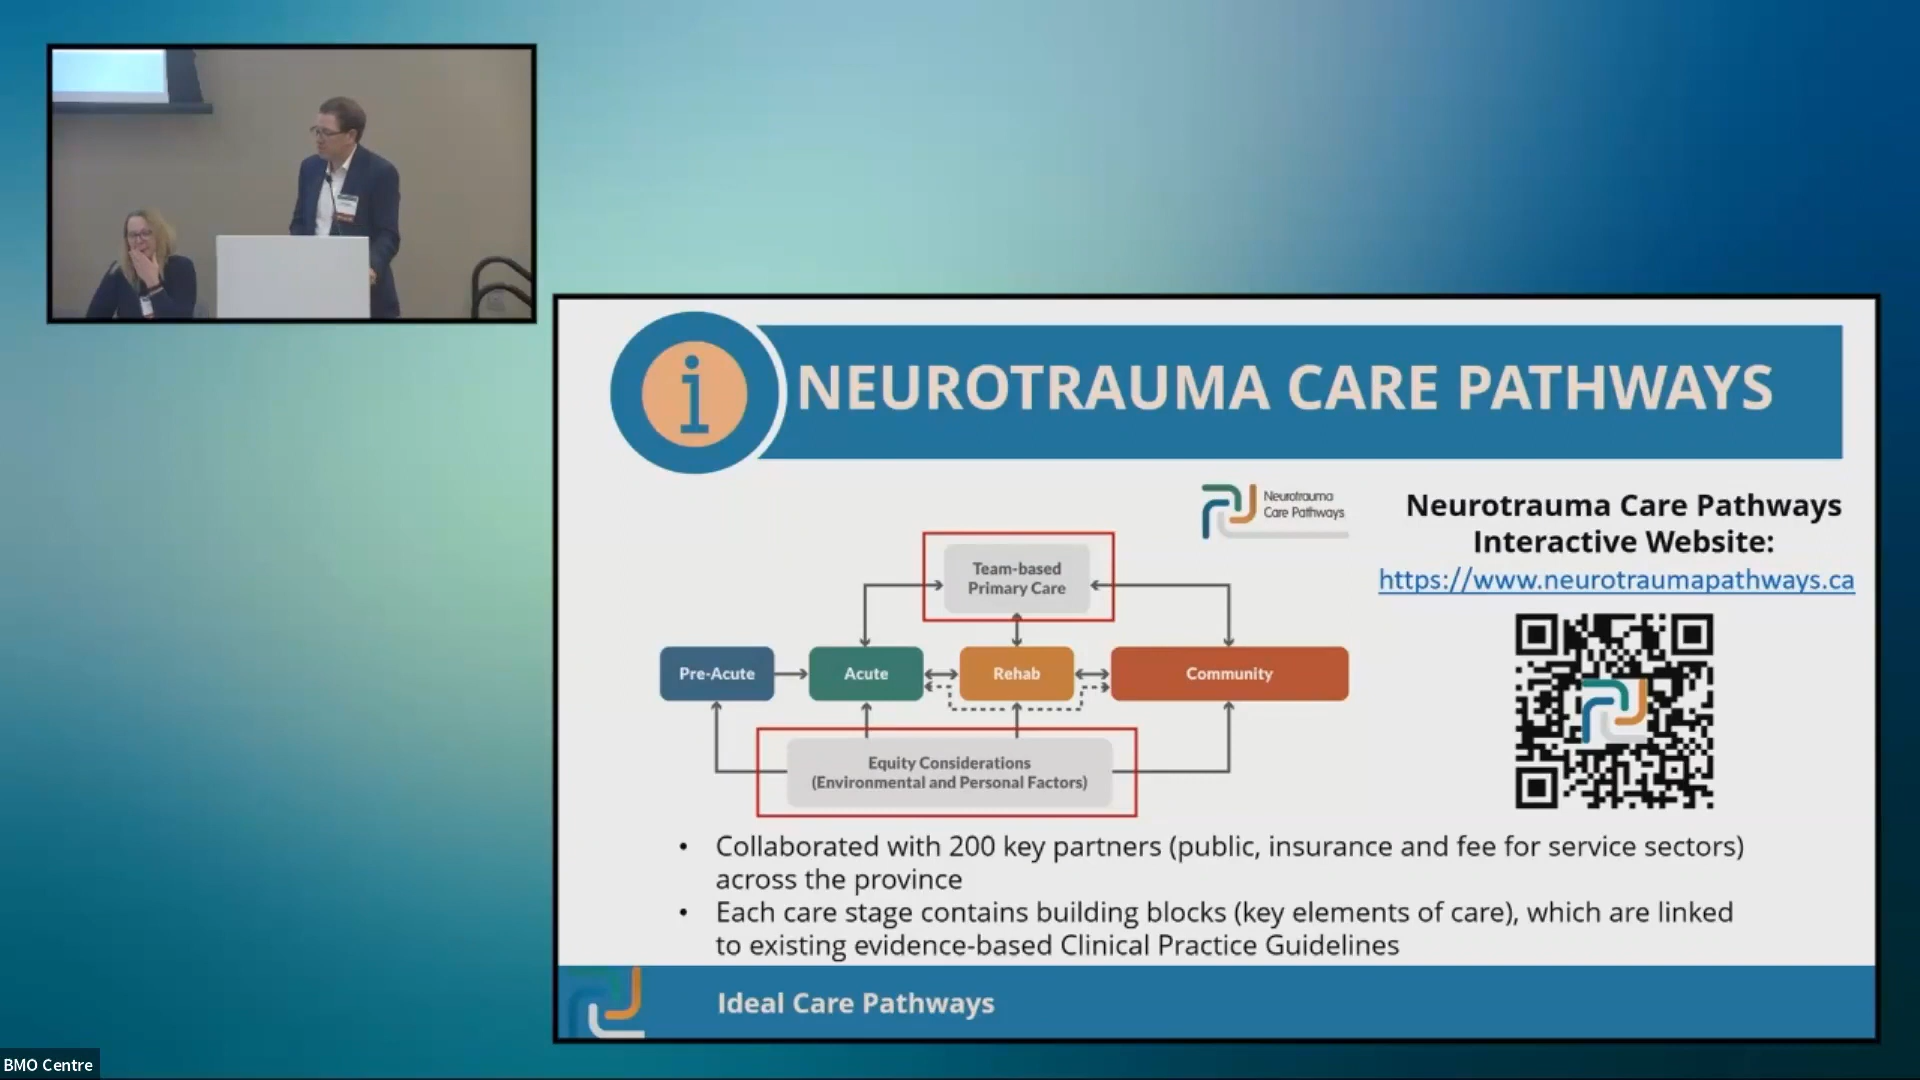 NEUROTRAUMA CARE PATHWAYS
Neurotrauma
Care Pathways
Neurotrauma Care Pathways
Interactive Website:
https://www.neurotraumapathways.ca
Team-based
Primary Care
Pre-Acute
Acute
Rehab
Community
Equity Considerations
(Environmental and Personal Factors)
• Collaborated with 200 key partners (public, insurance and fee for service sectors)
across the province
• Each care stage contains building blocks (key elements of care), which are linked
to existing evidence-based Clinical Practice Guidelines
Ideal Care Pathways
BMO Centre